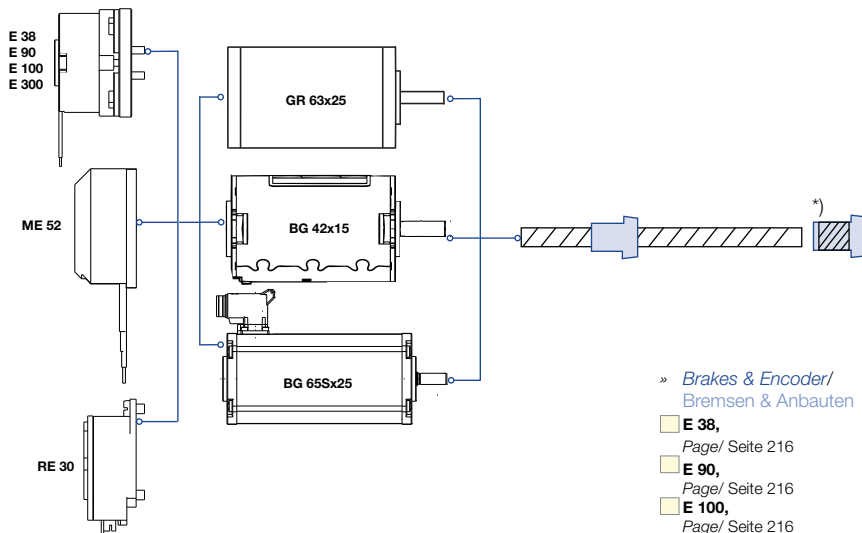 E 38
E 90
E 100
E 300
GR 63x25
ME 52
BG 42x15
*)
BG 65Sx25
RE 30
» Brakes & Encoder/
Bremsen & Anbauten
E 38,
Page/ Seite 216
E 90,
Page/ Seite 216
E 100,
Page/ Seite 216